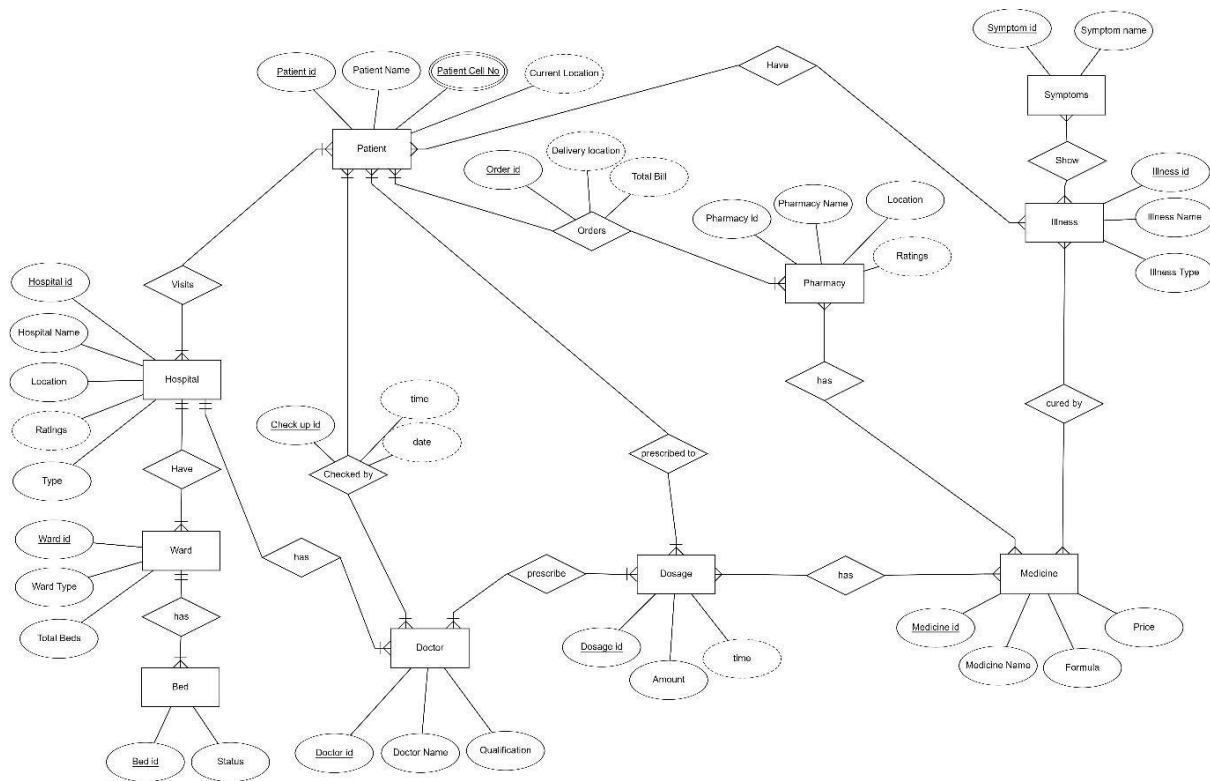 Symptom id
Symptom name
Patient id
Patient Name
Patient Cell No
Current Location
Have
Symptoms
Patient
Show
Order id
Delivery location
Total Bill
Illness id
Illness Name
Illness Type
Illness
Orders
Pharmacy id
Pharmacy Name
Location
Ratings
Pharmacy
Visits
Hospital id
Hospital Name
Location
Ratings
Type
Hospital
has
cured by
Check up id
time
date
Checked by
prescribed to
Have
Ward id
Ward Type
Total Beds
Ward
has
has
prescribe
Dosage
has
Medicine
Dosage id
Amount
time
Medicine id
Medicine Name
Formula
Price
Doctor
Bed
Bed id
Status
Doctor id
Doctor Name
Qualification